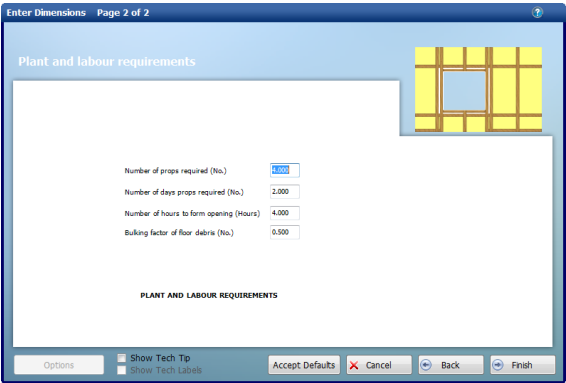 Enter Dimensions Page 2 of 2
?
Plant and labour requirements
Number of props required (No.) 4.000
Number of days props required (No.) 2.000
Number of hours to form opening (Hours) 4.000
Bulking factor of floor debris (No.) 0.500
PLANT AND LABOUR REQUIREMENTS
Options
Show Tech Tip
Show Tech Labels
Accept Defaults
Cancel
Back
Finish